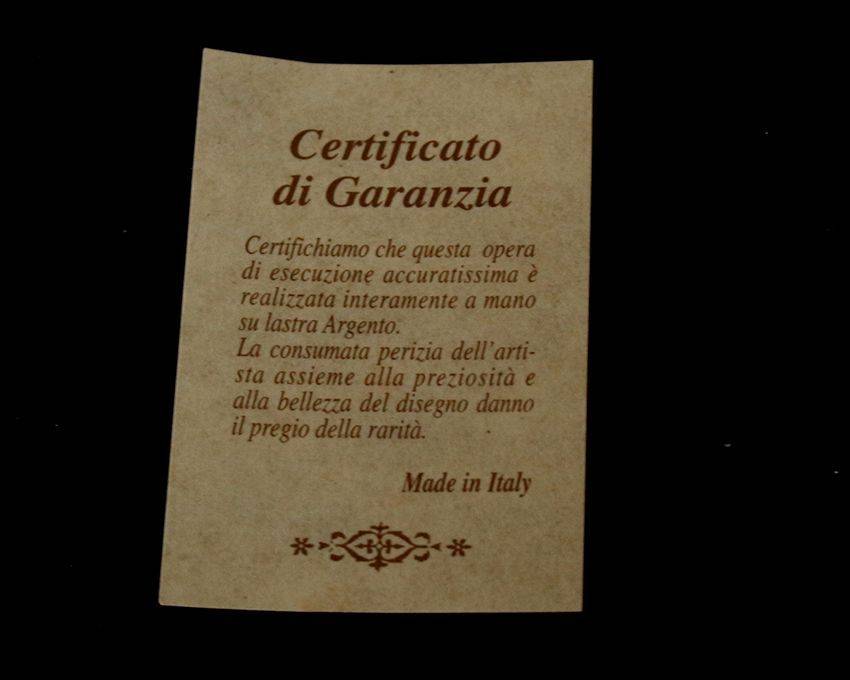 Certificato
di Garanzia
Certifichiamo che questa opera
di esecuzione accuratissima è
realizzata interamente a mano
su lastra Argento.
La consumata perizia dell'arti-
sta assieme alla preziosità e
alla bellezza del disegno danno
il pregio della rarità.
Made in Italy